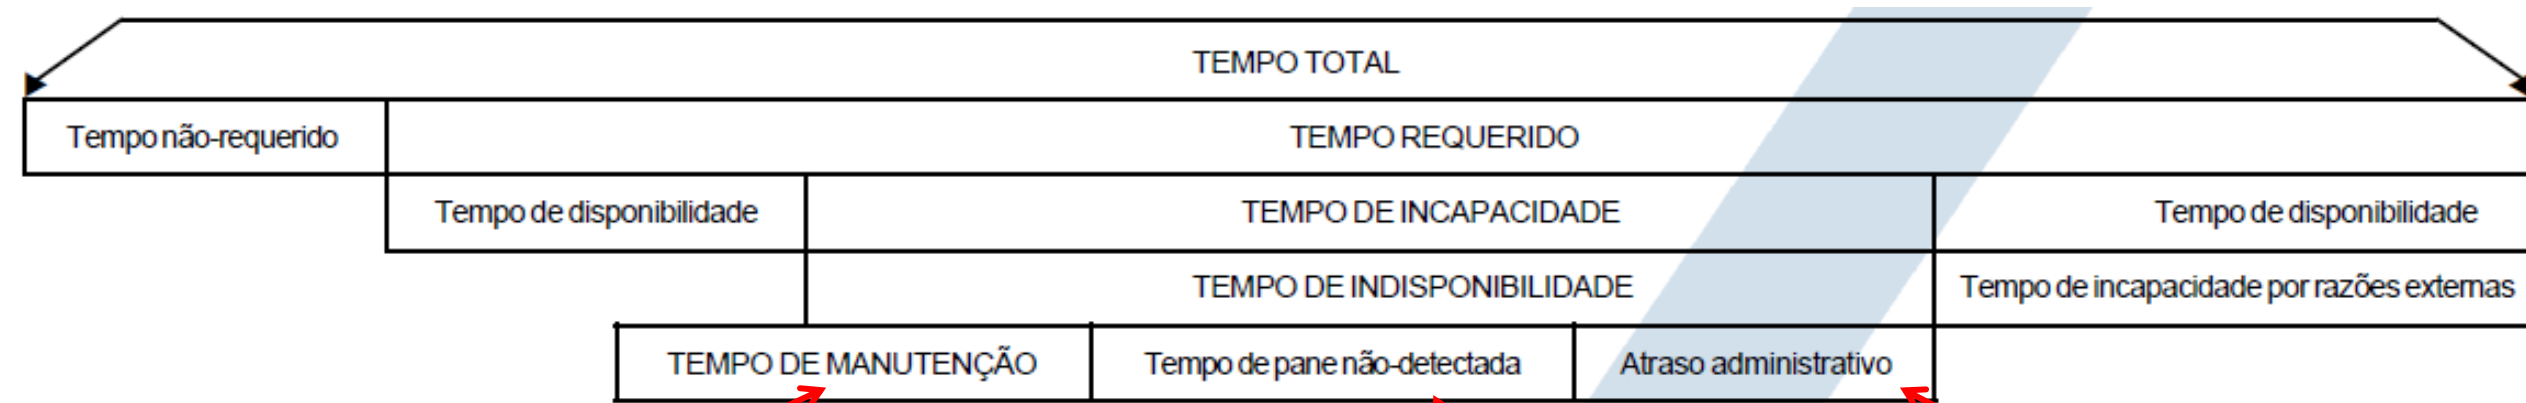 TEMPO TOTAL
Tempo não-requerido TEMPO REQUERIDO
Tempo de disponibilidade TEMPO DE INCAPACIDADE Tempo de disponibilidade
TEMPO DE INDISPONIBILIDADE Tempo de incapacidade por razões externas
TEMPO DE MANUTENÇÃO Tempo de pane não-detectada Atraso administrativo